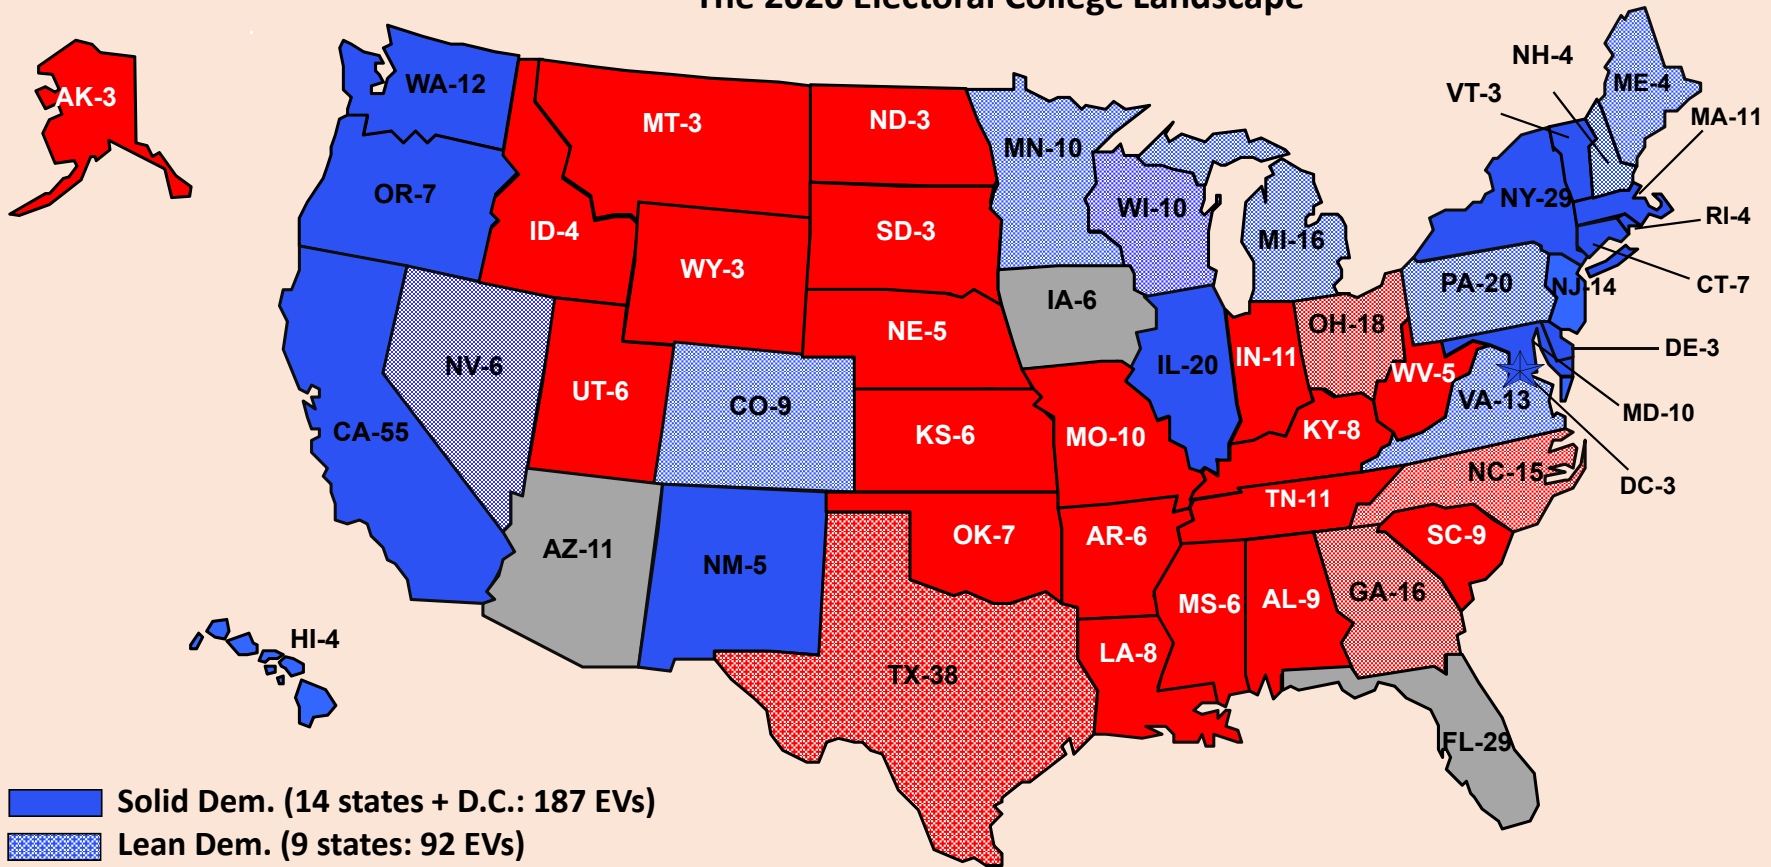 The 2020 Electoral College Landscape
NH-4
ME-4
VT-3
MA-11
AK-3
WA-12
MT-3
ND-3
MN-10
OR-7
ID-4
SD-3
WI-10
MI-16
NY-29
RI-4
WY-3
PA-20
NJ-14
CT-7
IA-6
NE-5
OH-18
DE-3
NV-6
UT-6
CO-9
IL-20
IN-11
WV-5
VA-13
MD-10
CA-55
KS-6
MO-10
KY-8
NC-15
DC-3
TN-11
AZ-11
NM-5
OK-7
AR-6
SC-9
MS-6
AL-9
GA-16
HI-4
LA-8
TX-38
FL-29
Solid Dem. (14 states + D.C.: 187 EVs)
Lean Dem. (9 states: 92 EVs)